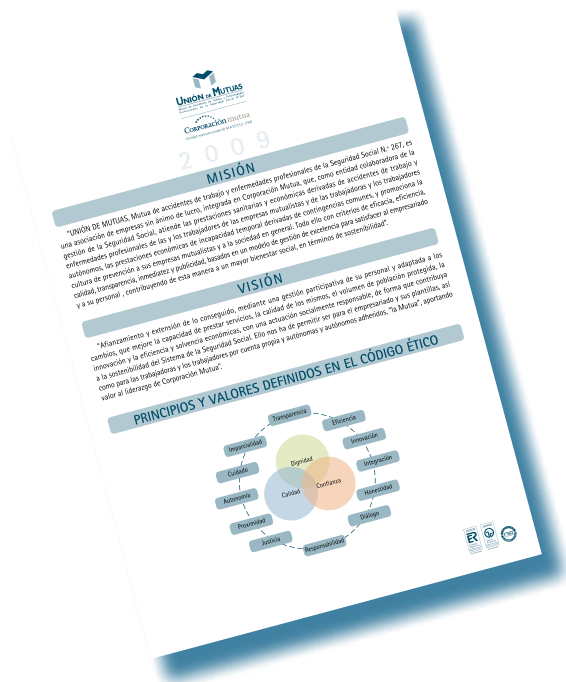 UNIÓN DE MUTUAS
Corporación mutua
2009
MISIÓN
"UNIÓN DE MUTUAS, Mutua de accidentes de trabajo y enfermedades profesionales de la Seguridad Social N.º 267, es
una asociación de empresas sin ánimo de lucro, integrada en Corporación Mutua, que, como entidad colaboradora de la
gestión de la Seguridad Social, atiende las prestaciones sanitarias y económicas derivadas de accidentes de trabajo y
enfermedades profesionales de las y los trabajadores de las empresas mutualistas y de las trabajadoras y los trabajadores
autónomos, las prestaciones económicas de incapacidad temporal derivadas de contingencias comunes, y promociona la
cultura de prevención a sus empresas mutualistas y a la sociedad en general. Todo ello con criterios de eficacia, eficiencia,
calidad, transparencia, inmediatez y publicidad, basados en un modelo de gestión de excelencia para satisfacer al empresariado
y a su personal , contribuyendo de esta manera a un mayor bienestar social, en términos de sostenibilidad".
VISIÓN
"Afianzamiento y extensión de lo conseguido, mediante una gestión participativa de su personal y adaptada a los
cambios, que mejore la capacidad de prestar servicios, la calidad de los mismos, el volumen de población protegida, la
innovación y la eficiencia y solvencia económicas, con una actuación socialmente responsable, de forma que contribuya
a la sostenibilidad del Sistema de la Seguridad Social. Ello nos ha de permitir ser para el empresariado y sus plantillas, así
como para las trabajadoras y los trabajadores por cuenta propia y autónomas y autónomos adheridos, "la Mutua", aportando
valor al liderazgo de Corporación Mutua".
PRINCIPIOS Y VALORES DEFINIDOS EN EL CÓDIGO ÉTICO
Transparencia
Eficiencia
Innovación
Integración
Honestidad
Diálogo
Responsabilidad
Justicia
Proximidad
Autonomía
Cuidado
Imparcialidad
Dignidad
Calidad
Confianza
ER